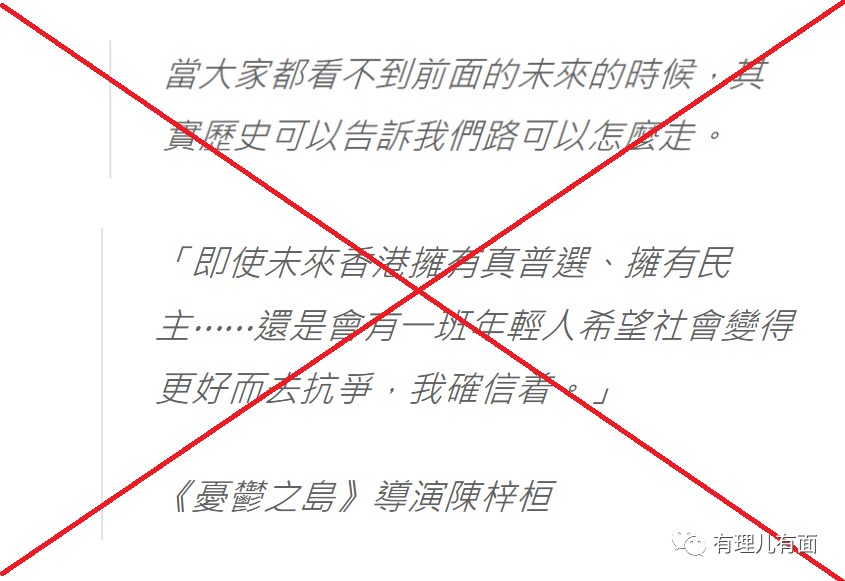 當大家都看不到前面的未來的時候，其
實歷史可以告訴我們路可以怎麼走。
「即使未來香港擁有真普選、擁有民
主……還是會有一班年輕人希望社會變得
更好而去抗爭，我確信着。」
《憂鬱之島》導演陳梓桓
有理儿有面